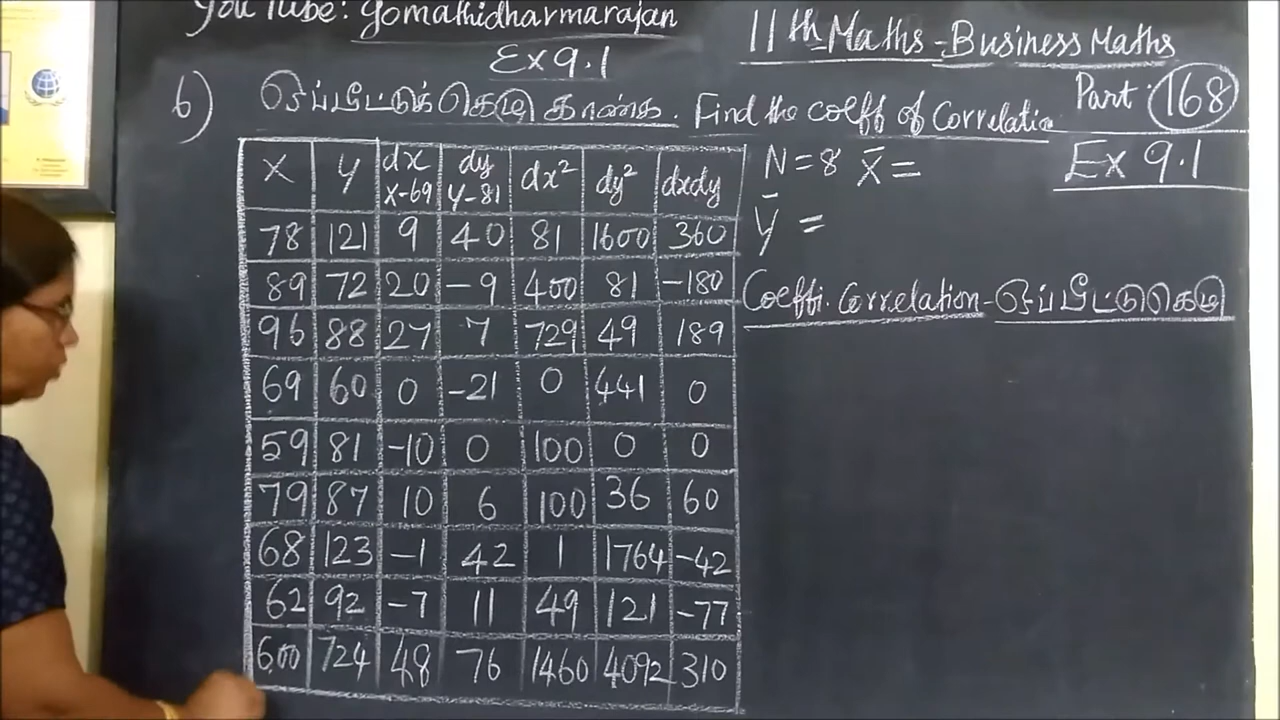 YouTube: gomathidharmarajan
11th Maths - Business Maths
Ex 9.1
Part: 168
6) ஒப்பீட்டுக் கெழு காண்க. Find the coeff of Correlation
Ex 9.1
X Y dx X-69 dy Y-81 dx² dy² dxdy
78 121 9 40 81 1600 360
89 72 20 -9 400 81 -180
96 88 27 7 729 49 189
69 60 0 -21 0 441 0
59 81 -10 0 100 0 0
79 87 10 6 100 36 60
68 123 -1 42 1 1764 -42
62 92 -7 11 49 121 -77
600 724 48 76 1460 4092 310
N = 8 X̄ =
Ȳ =
Coeffi. Correlation - ஒப்பீட்டு கெழு